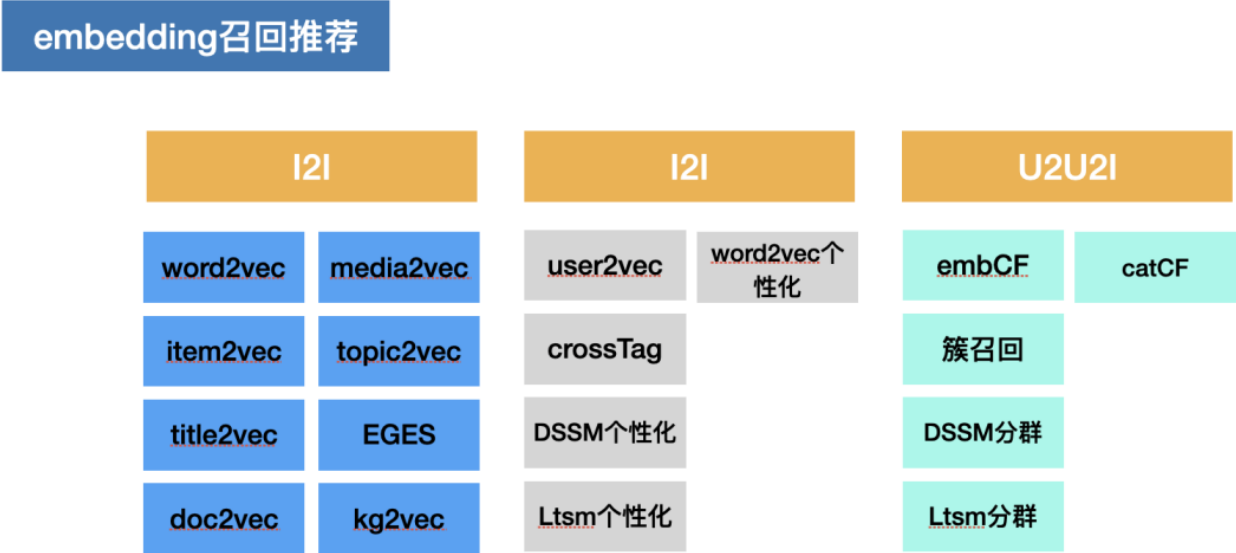 embedding召回推荐
I2I
I2I
U2U2I
word2vec
media2vec
user2vec
word2vec个
性化
embCF
catCF
item2vec
topic2vec
crossTag
簇召回
title2vec
EGES
DSSM个性化
DSSM分群
doc2vec
kg2vec
Ltsm个性化
Ltsm分群